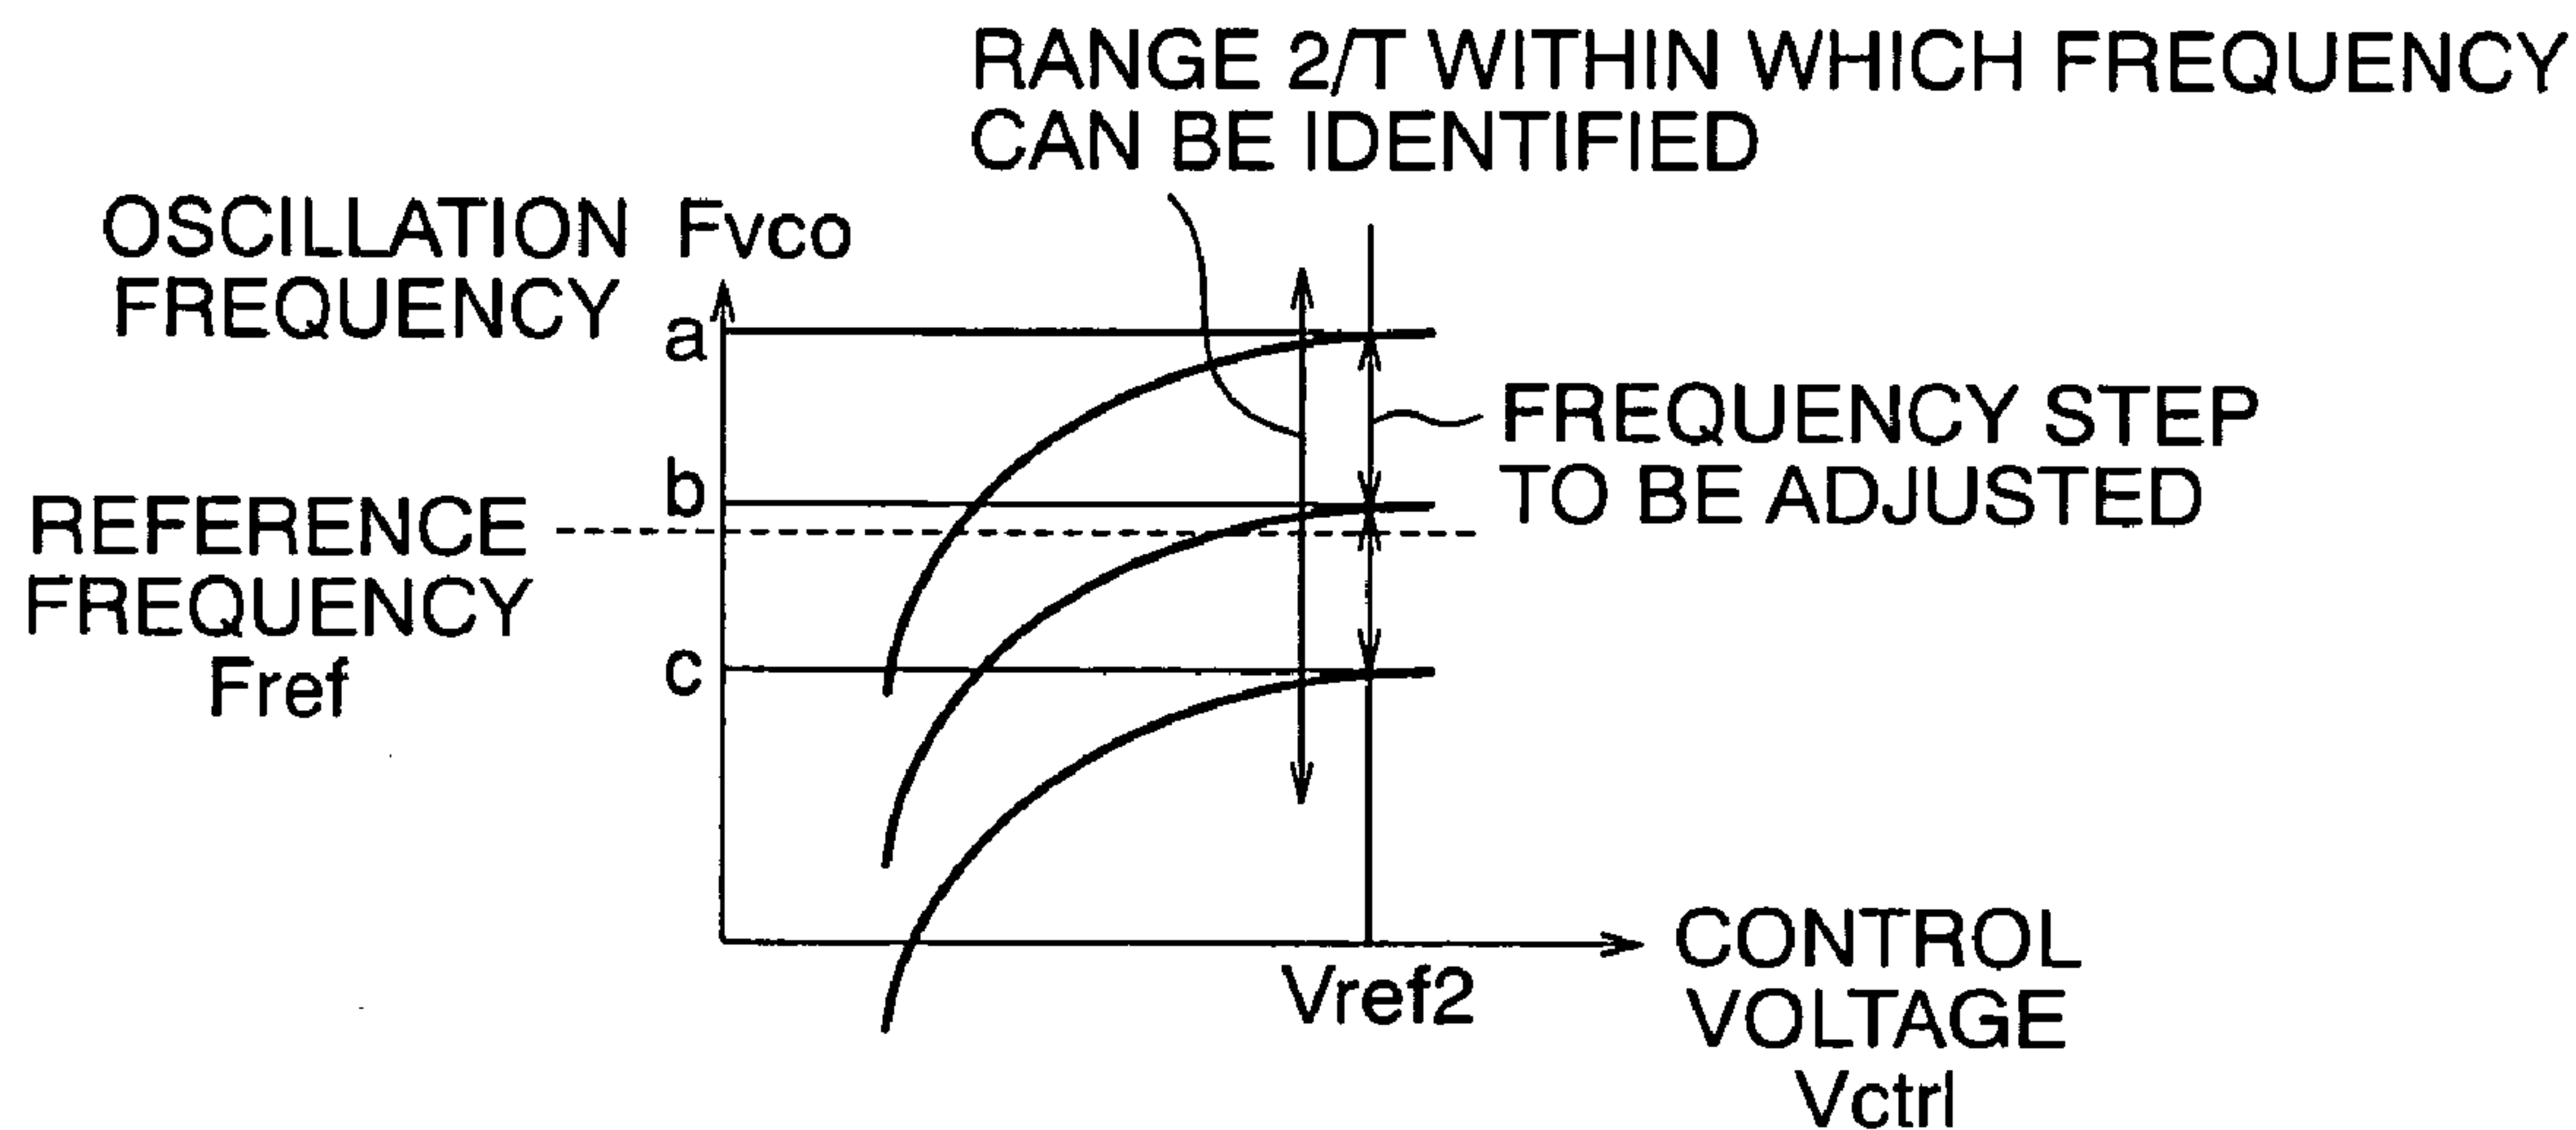 RANGE 2/T WITHIN WHICH FREQUENCY
CAN BE IDENTIFIED
OSCILLATION
FREQUENCY
Fvco
a
b
c
REFERENCE
FREQUENCY
Fref
FREQUENCY STEP
TO BE ADJUSTED
Vref2
CONTROL
VOLTAGE
Vctrl